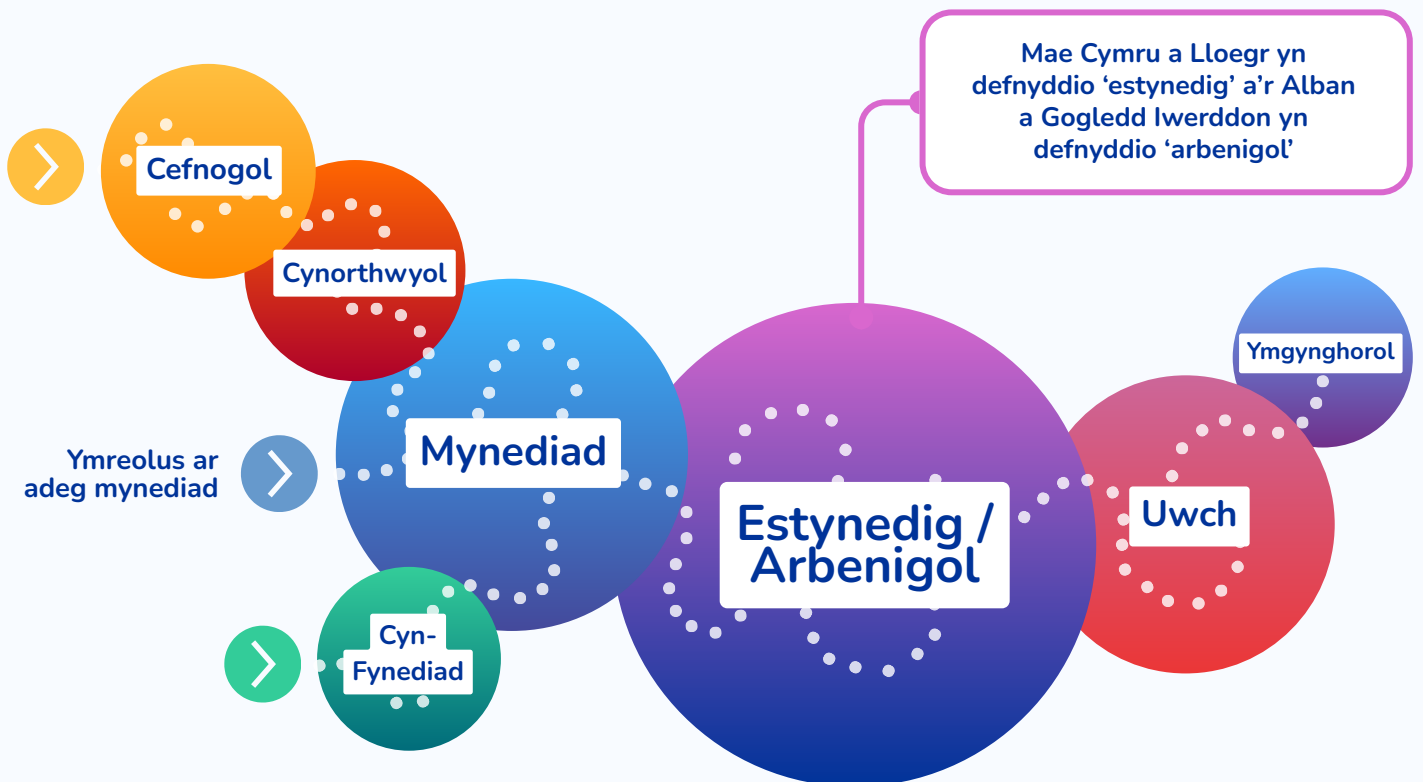 Mae Cymru a Lloegr yn
defnyddio ‘estynedig’ a’r Alban
a Gogledd Iwerddon yn
defnyddio ‘arbenigol’
Cefnogol
Cynorthwyol
Ymgynghorol
Mynediad
Ymreolus ar
adeg mynediad
Estynedig /
Arbenigol
Uwch
Cyn-
Fynediad